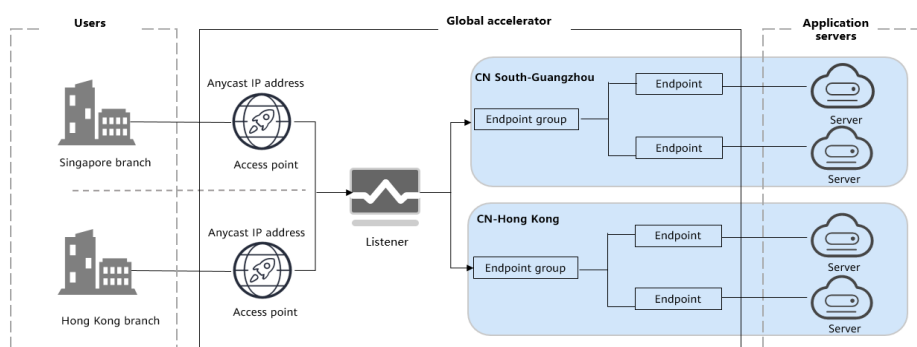 Users
Global accelerator
Application
servers
Anycast IP address
Access point
Singapore branch
Anycast IP address
Access point
Hong Kong branch
Listener
CN South-Guangzhou
Endpoint group
Endpoint
Endpoint
Server
Server
CN-Hong Kong
Endpoint group
Endpoint
Endpoint
Server
Server